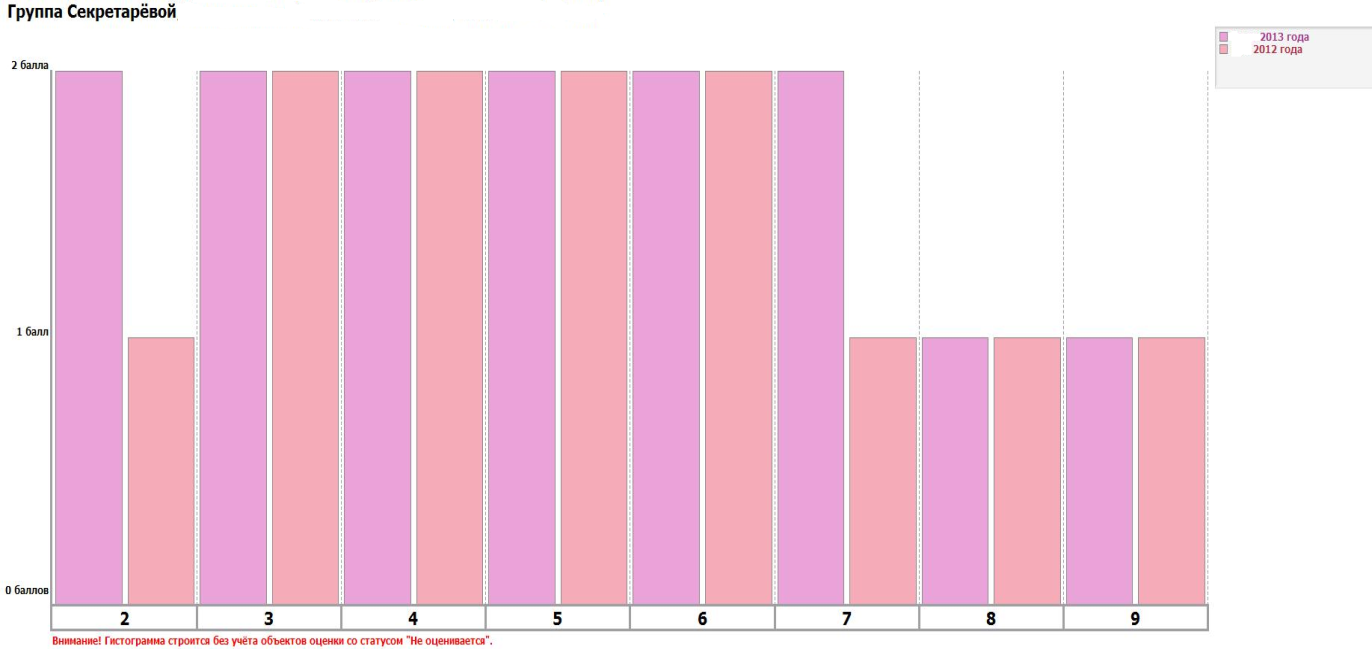 Группа Секретарёвой
2013 года
2012 года
2 балла
1 балл
0 баллов
2 3 4 5 6 7 8 9
Внимание! Гистограмма строится без учёта объектов оценки со статусом "Не оценивается".